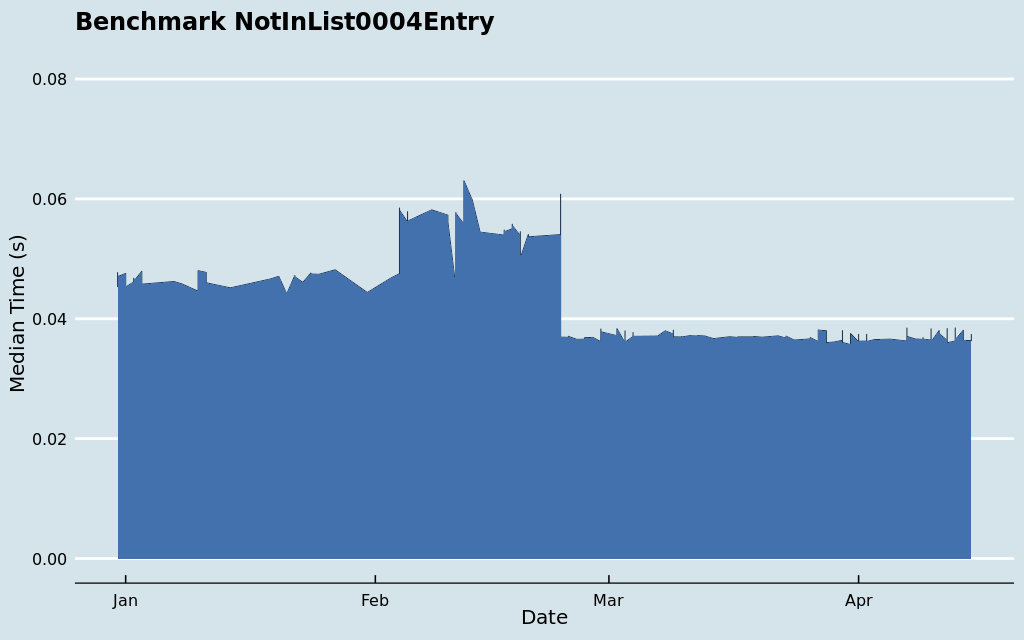 Benchmark NotInList0004Entry
0.08
0.06
0.04
0.02
0.00
Median Time (s)
Jan Feb Mar Apr
Date